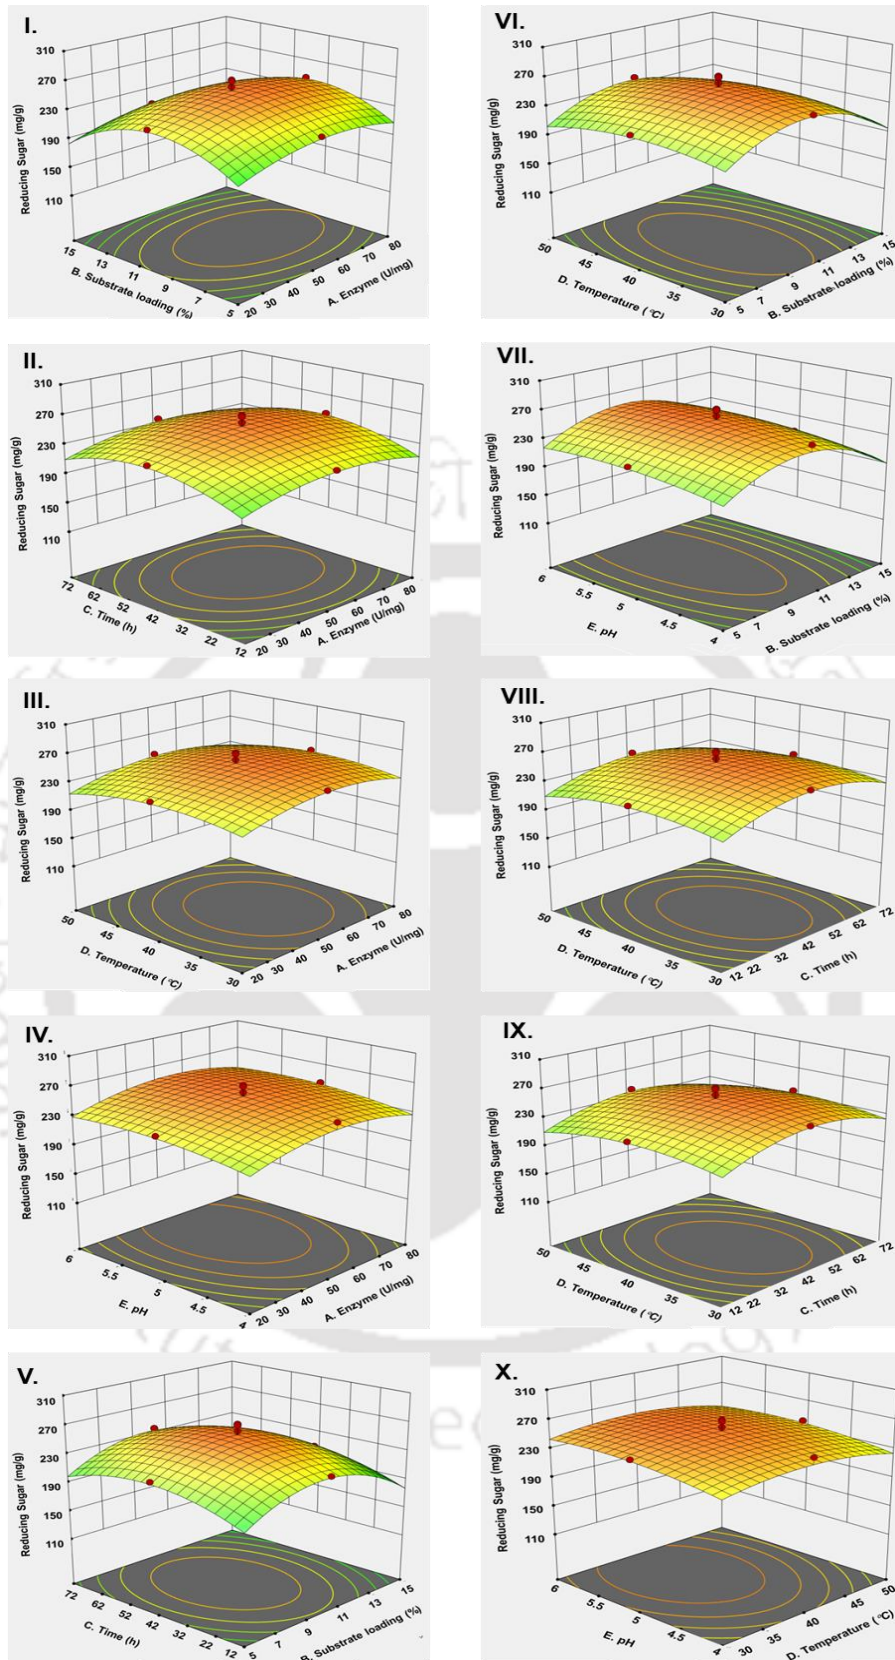 I.
Reducing Sugar (mg/g)
310
270
230
190
150
110
15
13
11
9
7
5
B. Substrate loading (%)
20 30 40 50 60 70 80
A. Enzyme (U/mg)
II.
Reducing Sugar (mg/g)
310
270
230
190
150
110
72
62
52
42
32
22
12
C. Time (h)
20 30 40 50 60 70 80
A. Enzyme (U/mg)
III.
Reducing Sugar (mg/g)
310
270
230
190
150
110
50
45
40
35
30
D. Temperature (°C)
20 30 40 50 60 70 80
A. Enzyme (U/mg)
IV.
Reducing Sugar (mg/g)
310
270
230
190
150
110
6
5.5
5
4.5
4
E. pH
20 30 40 50 60 70 80
A. Enzyme (U/mg)
V.
Reducing Sugar (mg/g)
310
270
230
190
150
110
72
62
52
42
32
22
12
C. Time (h)
5 7 9 11 13 15
B. Substrate loading (%)
VI.
Reducing Sugar (mg/g)
310
270
230
190
150
110
50
45
40
35
30
D. Temperature (°C)
5 7 9 11 13 15
B. Substrate loading (%)
VII.
Reducing Sugar (mg/g)
310
270
230
190
150
110
6
5.5
5
4.5
4
E. pH
5 7 9 11 13 15
B. Substrate loading (%)
VIII.
Reducing Sugar (mg/g)
310
270
230
190
150
110
50
45
40
35
30
D. Temperature (°C)
12 22 32 42 52 62 72
C. Time (h)
IX.
Reducing Sugar (mg/g)
310
270
230
190
150
110
50
45
40
35
30
D. Temperature (°C)
12 22 32 42 52 62 72
C. Time (h)
X.
Reducing Sugar (mg/g)
310
270
230
190
150
110
6
5.5
5
4.5
4
E. pH
30 35 40 45 50
D. Temperature (°C)